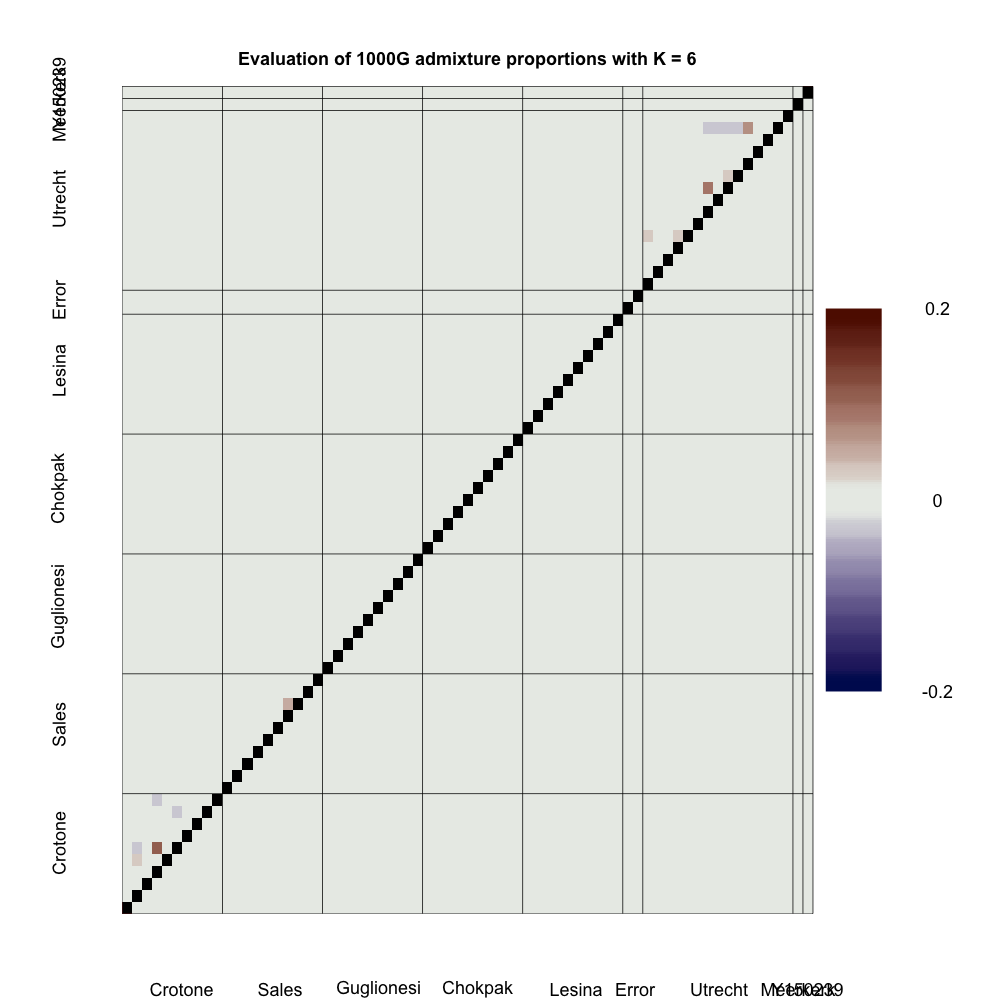 Evaluation of 1000G admixture proportions with K = 6
Utrecht
Error
Lesina
Chokpak
Guglionesi
Sales
Crotone
0.2
0
-0.2
Crotone Sales Guglionesi Chokpak Lesina Error Utrecht